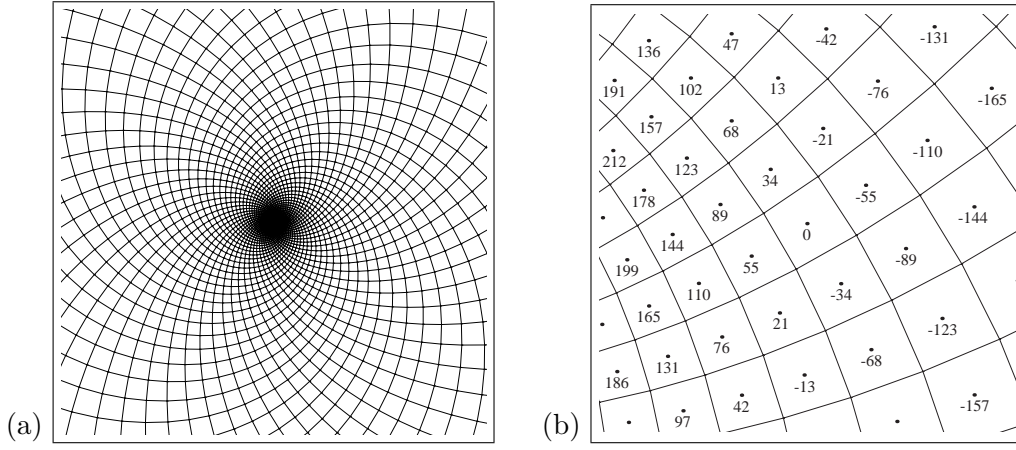 (a)
(b)
136 47 -42 -131
191 102 13 -76 -165
157 68 -21 -110
212 123 34 -55 -144
178 89 0 -89
199 144 55 -34 -123
165 110 21 -68
186 131 76 -13 -157
97 42